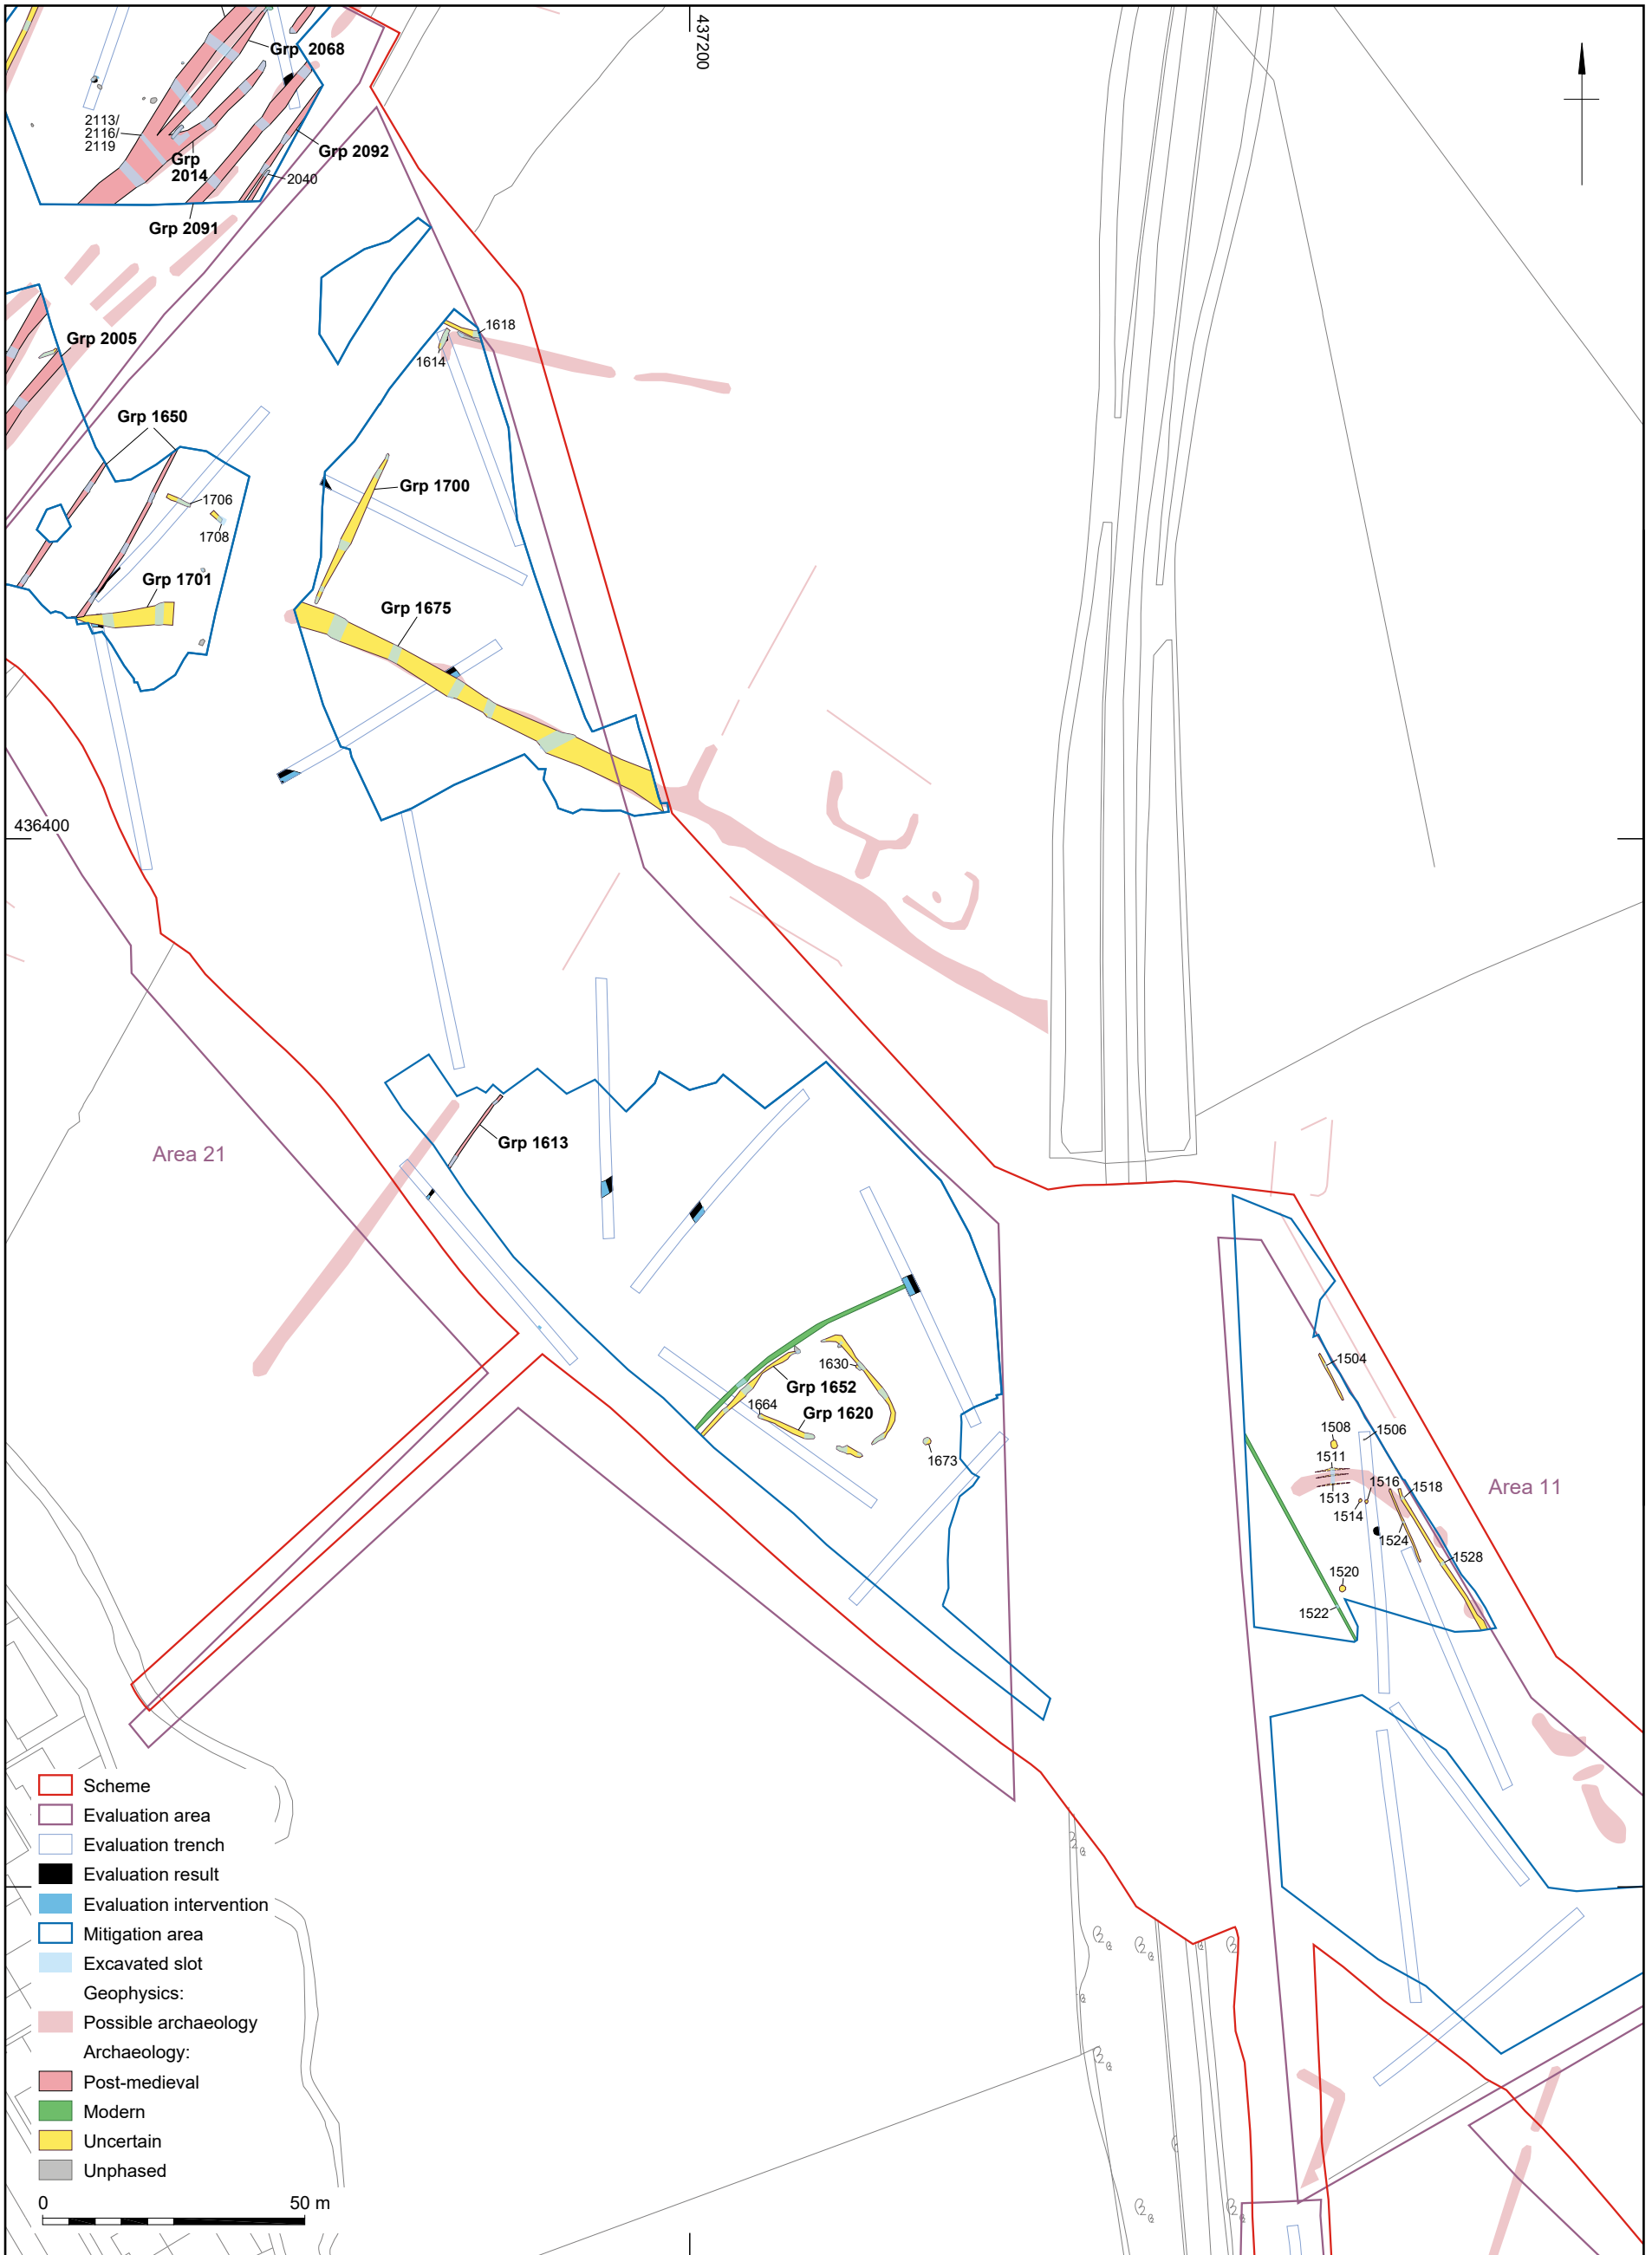 437200
Grp 2068
2113/
2116/
2119
Grp
2014
Grp 2092
2040
Grp 2091
Grp 2005
1618
1614
Grp 1650
1706
1708
Grp 1700
Grp 1701
Grp 1675
436400
Area 21
Grp 1613
1630
Grp 1652
1664
Grp 1620
1673
1504
1508
1506
1511
1516
1518
1513
1514
1524
1528
1520
1522
Area 11
Scheme
Evaluation area
Evaluation trench
Evaluation result
Evaluation intervention
Mitigation area
Excavated slot
Geophysics:
Possible archaeology
Archaeology:
Post-medieval
Modern
Uncertain
Unphased
0 50 m